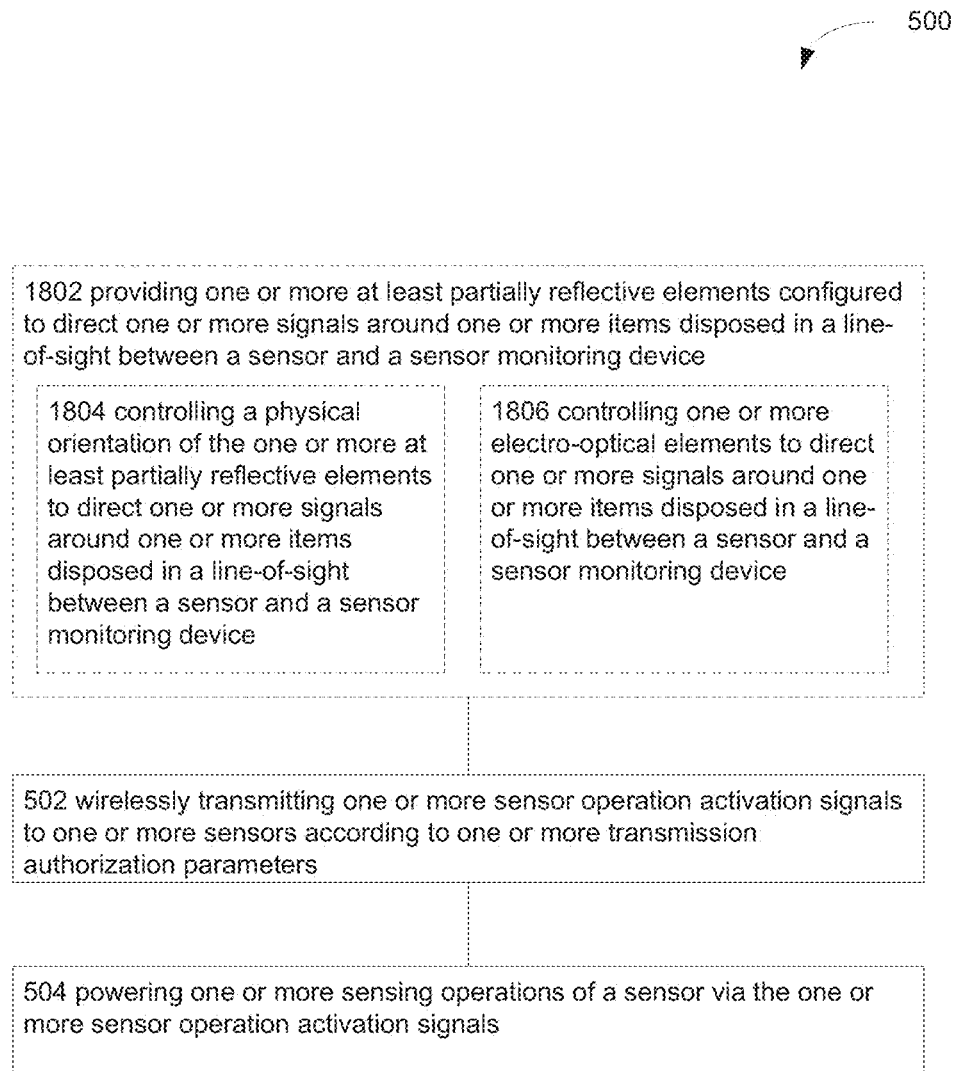 500
1802 providing one or more at least partially reflective elements configured
to direct one or more signals around one or more items disposed in a line-
of-sight between a sensor and a sensor monitoring device
1804 controlling a physical
orientation of the one or more at
least partially reflective elements
to direct one or more signals
around one or more items
disposed in a line-of-sight
between a sensor and a sensor
monitoring device
1806 controlling one or more
electro-optical elements to direct
one or more signals around one
or more items disposed in a line-
of-sight between a sensor and a
sensor monitoring device
502 wirelessly transmitting one or more sensor operation activation signals
to one or more sensors according to one or more transmission
authorization parameters
504 powering one or more sensing operations of a sensor via the one or
more sensor operation activation signals